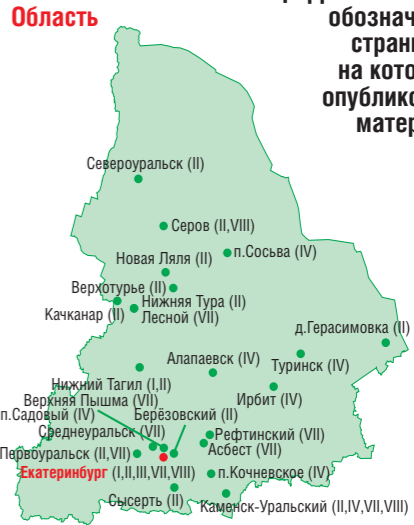 Область
обознач
страни
на кото
опублико
матер
Североуральск (II)
Серов (II,VIII)
п.Сосьва (IV)
Новая Ляля (II)
Верхотурье (II)
Нижняя Тура (II)
Качканар (II)
Лесной (VII)
д.Герасимовка (II)
Алапаевск (IV)
Туринск (IV)
Нижний Тагил (I,II)
Ирбит (IV)
Верхняя Пышма (VII)
п.Садовый (IV)
Берёзовский (II)
Среднеуральск (VII)
Рефтинский (VII)
Первоуральск (II,VII)
Асбест (VII)
Екатеринбург (I,II,III,VII,VIII)
п.Кочневское (IV)
Сысерть (II)
Каменск-Уральский (II,IV,VII,VIII)